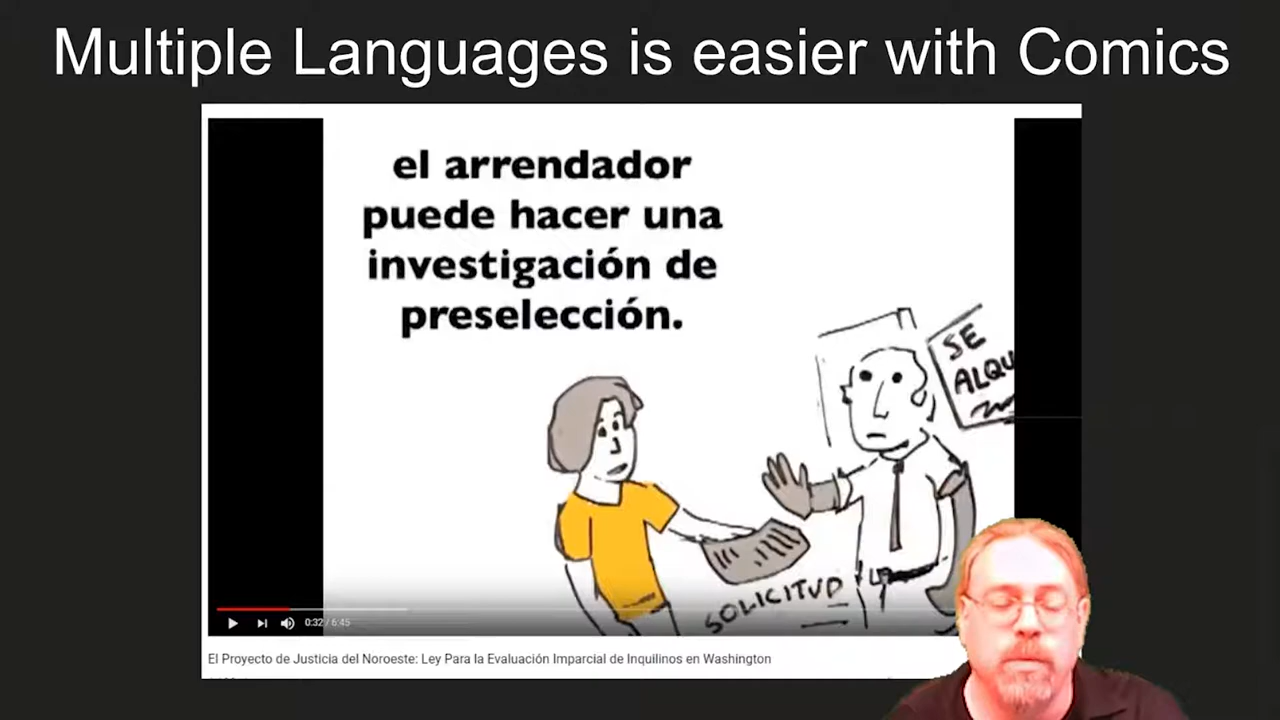 Multiple Languages is easier with Comics
el arrendador
puede hacer una
investigación de
preselección.
SE
SOLICITUD
0:32 / 6:45
El Proyecto de Justicia del Noroeste: Ley Para la Evaluación Imparcial de Inquilinos en Washington